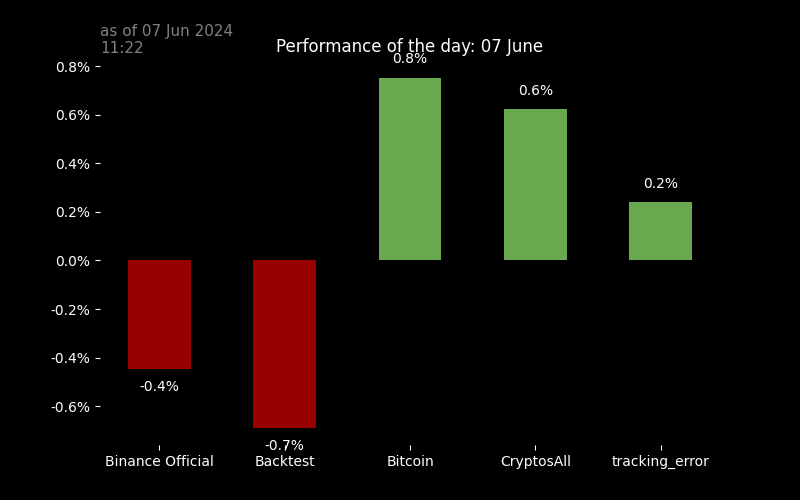 as of 07 Jun 2024
11:22
Performance of the day: 07 June
0.8%
0.8%
0.6%
0.6%
0.4%
0.2%
0.2%
0.0%
-0.2%
-0.4%
-0.4%
-0.6%
-0.7%
Binance Official
Backtest
Bitcoin
CryptosAll
tracking_error